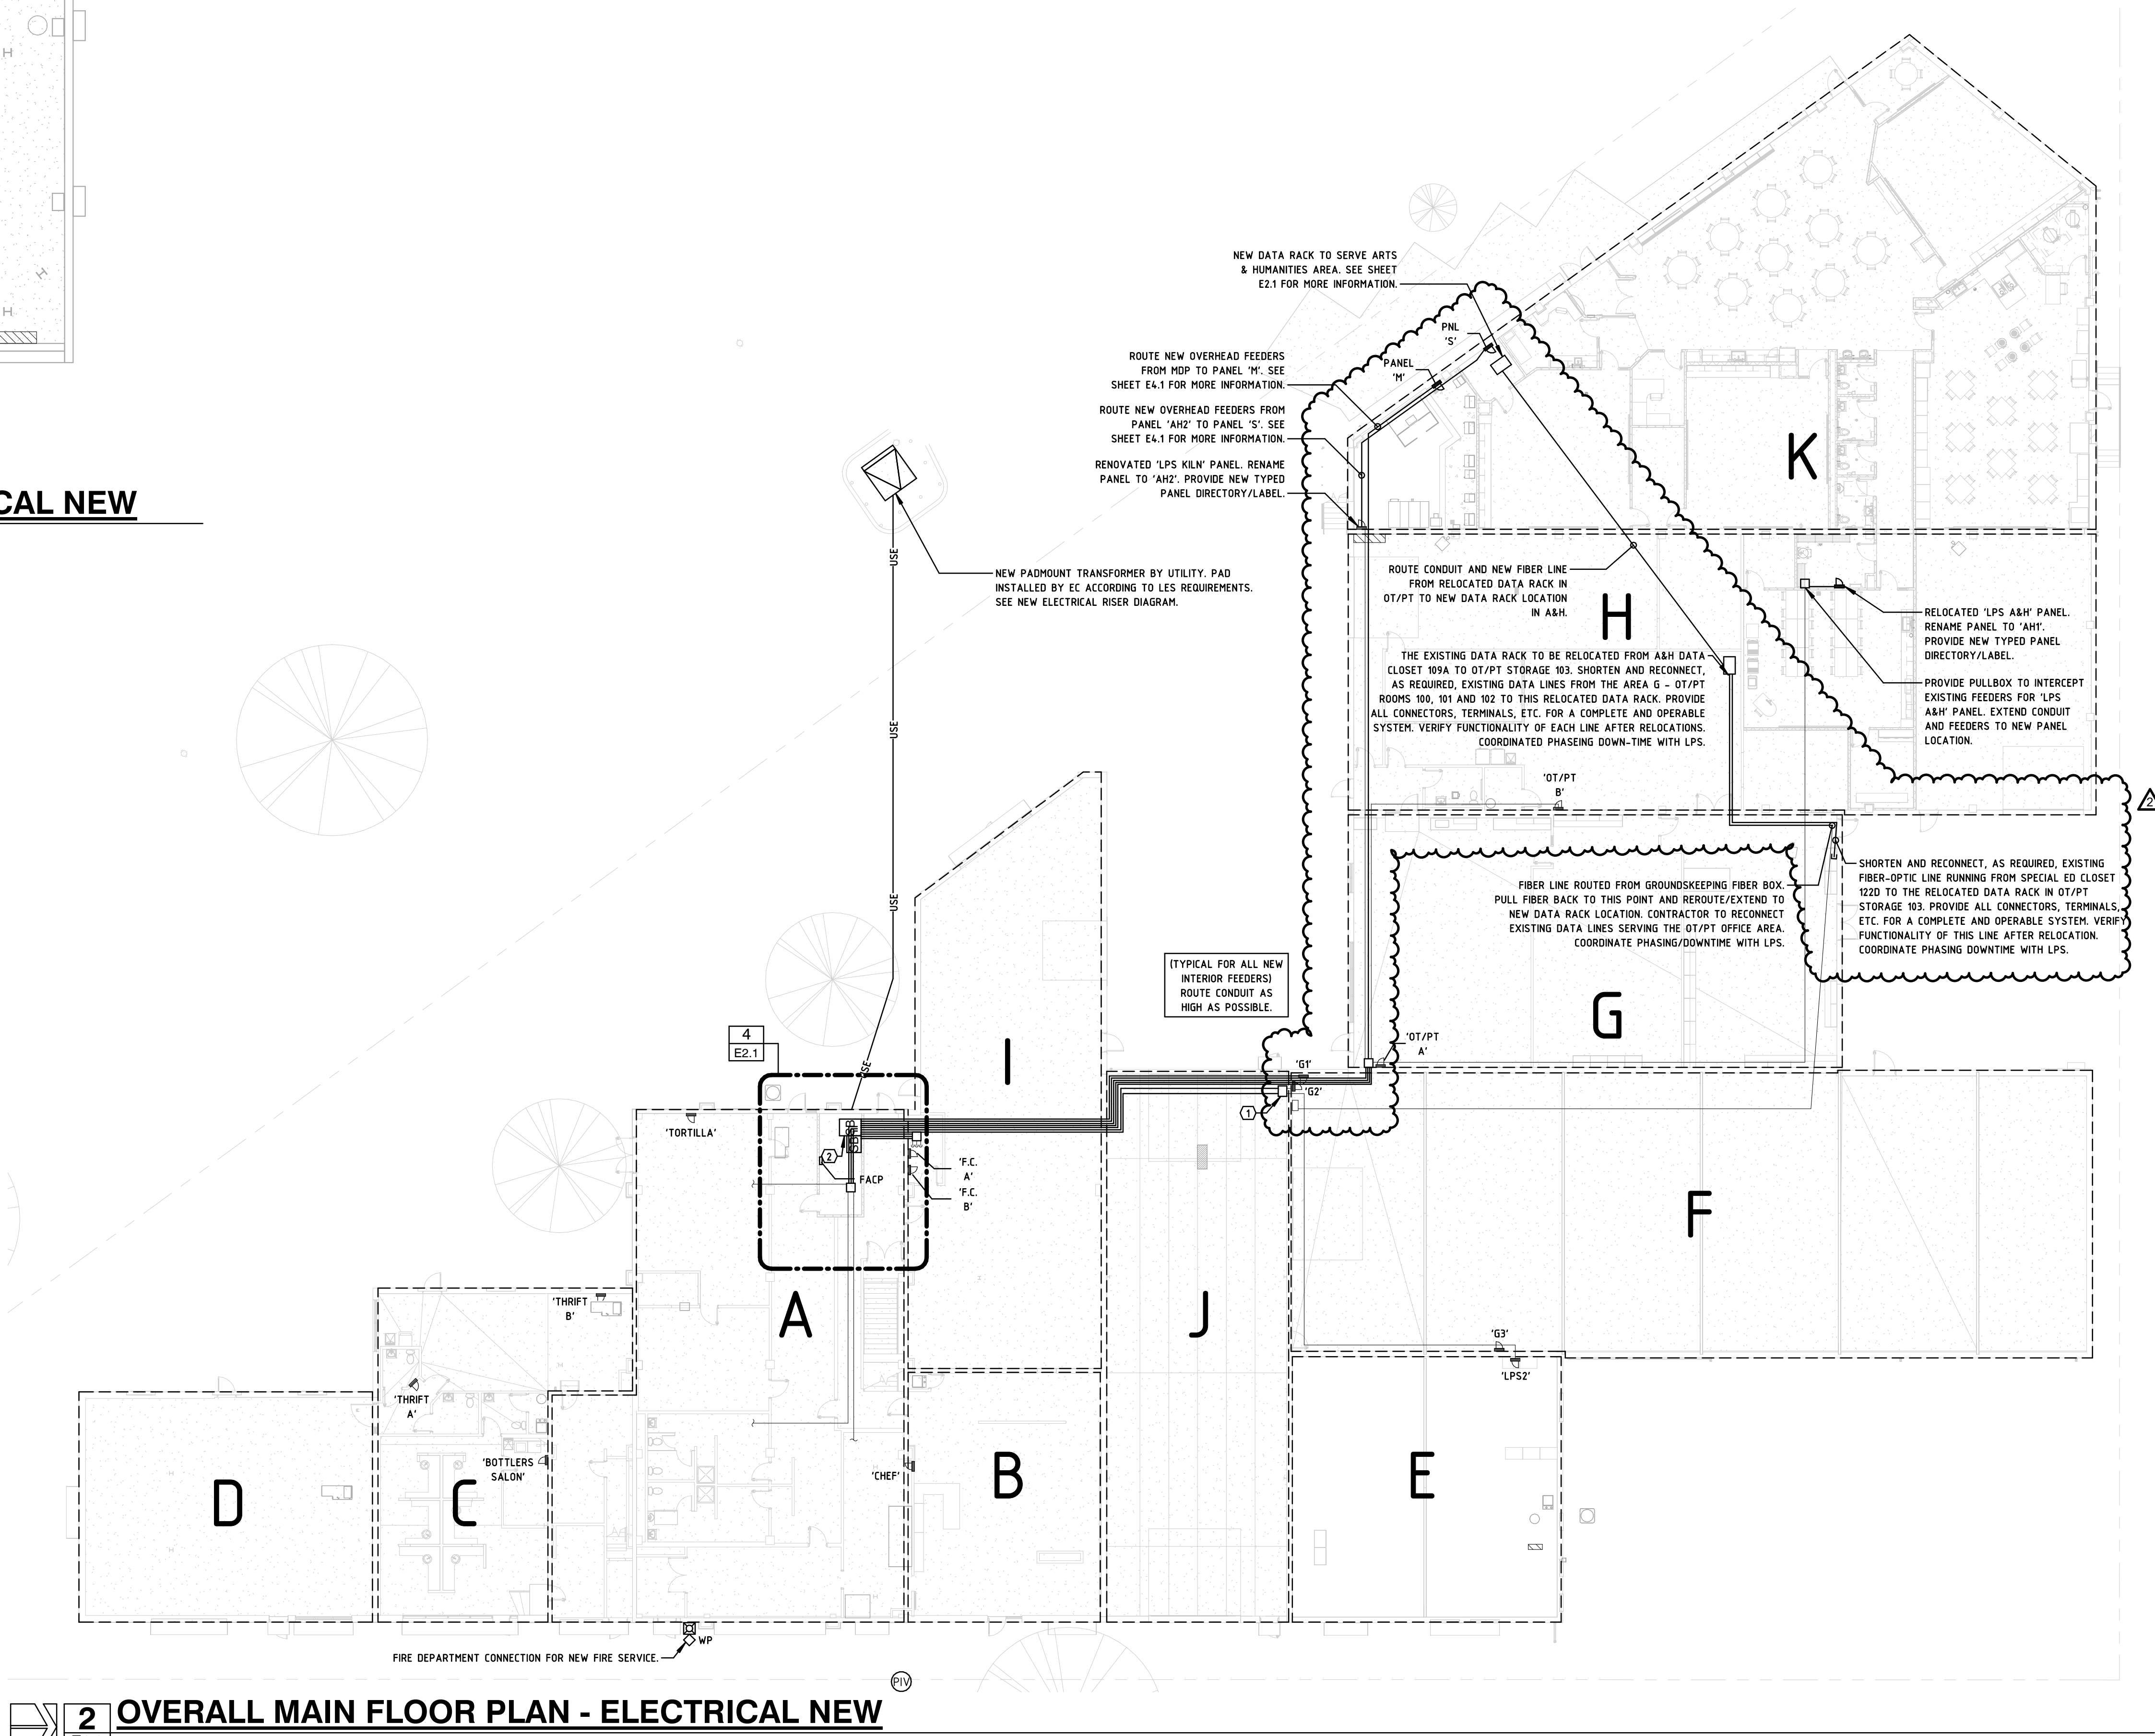 CAL NEW
NEW DATA RACK TO SERVE ARTS
& HUMANITIES AREA. SEE SHEET
E2.1 FOR MORE INFORMATION.
PNL
'S'
PANEL
'M'
ROUTE NEW OVERHEAD FEEDERS
FROM MDP TO PANEL 'M'. SEE
SHEET E4.1 FOR MORE INFORMATION.
ROUTE NEW OVERHEAD FEEDERS FROM
PANEL 'AH2' TO PANEL 'S'. SEE
SHEET E4.1 FOR MORE INFORMATION.
RENOVATED 'LPS KILN' PANEL. RENAME
PANEL TO 'AH2'. PROVIDE NEW TYPED
PANEL DIRECTORY/LABEL.
K
USE
USE
USE
USE
NEW PADMOUNT TRANSFORMER BY UTILITY. PAD
INSTALLED BY EC ACCORDING TO LES REQUIREMENTS.
SEE NEW ELECTRICAL RISER DIAGRAM.
ROUTE CONDUIT AND NEW FIBER LINE
FROM RELOCATED DATA RACK IN
OT/PT TO NEW DATA RACK LOCATION
IN A&H.
H
RELOCATED 'LPS A&H' PANEL.
RENAME PANEL TO 'AH1'.
PROVIDE NEW TYPED PANEL
DIRECTORY/LABEL.
THE EXISTING DATA RACK TO BE RELOCATED FROM A&H DATA
CLOSET 109A TO OT/PT STORAGE 103. SHORTEN AND RECONNECT,
AS REQUIRED, EXISTING DATA LINES FROM THE AREA G - OT/PT
ROOMS 100, 101 AND 102 TO THIS RELOCATED DATA RACK. PROVIDE
ALL CONNECTORS, TERMINALS, ETC. FOR A COMPLETE AND OPERABLE
SYSTEM. VERIFY FUNCTIONALITY OF EACH LINE AFTER RELOCATIONS.
COORDINATED PHASEING DOWN-TIME WITH LPS.
PROVIDE PULLBOX TO INTERCEPT
EXISTING FEEDERS FOR 'LPS
A&H' PANEL. EXTEND CONDUIT
AND FEEDERS TO NEW PANEL
LOCATION.
'OT/PT
B'
2
SHORTEN AND RECONNECT, AS REQUIRED, EXISTING
FIBER-OPTIC LINE RUNNING FROM SPECIAL ED CLOSET
122D TO THE RELOCATED DATA RACK IN OT/PT
STORAGE 103. PROVIDE ALL CONNECTORS, TERMINALS,
ETC. FOR A COMPLETE AND OPERABLE SYSTEM. VERIFY
FUNCTIONALITY OF THIS LINE AFTER RELOCATION.
COORDINATE PHASING DOWNTIME WITH LPS.
FIBER LINE ROUTED FROM GROUNDSKEEPING FIBER BOX.
PULL FIBER BACK TO THIS POINT AND REROUTE/EXTEND TO
NEW DATA RACK LOCATION. CONTRACTOR TO RECONNECT
EXISTING DATA LINES SERVING THE OT/PT OFFICE AREA.
COORDINATE PHASING/DOWNTIME WITH LPS.
(TYPICAL FOR ALL NEW
INTERIOR FEEDERS)
ROUTE CONDUIT AS
HIGH AS POSSIBLE.
G
4
E2.1
I
'OT/PT
A'
'G1'
'G2'
1
'TORTILLA'
2
FACP
'F.C.
A'
'F.C.
B'
F
'THRIFT
B'
A
J
'G3'
'LPS2'
'THRIFT
A'
'BOTTLERS
SALON'
'CHEF'
D
C
B
E
WP
FIRE DEPARTMENT CONNECTION FOR NEW FIRE SERVICE.
PIV
2
OVERALL MAIN FLOOR PLAN - ELECTRICAL NEW